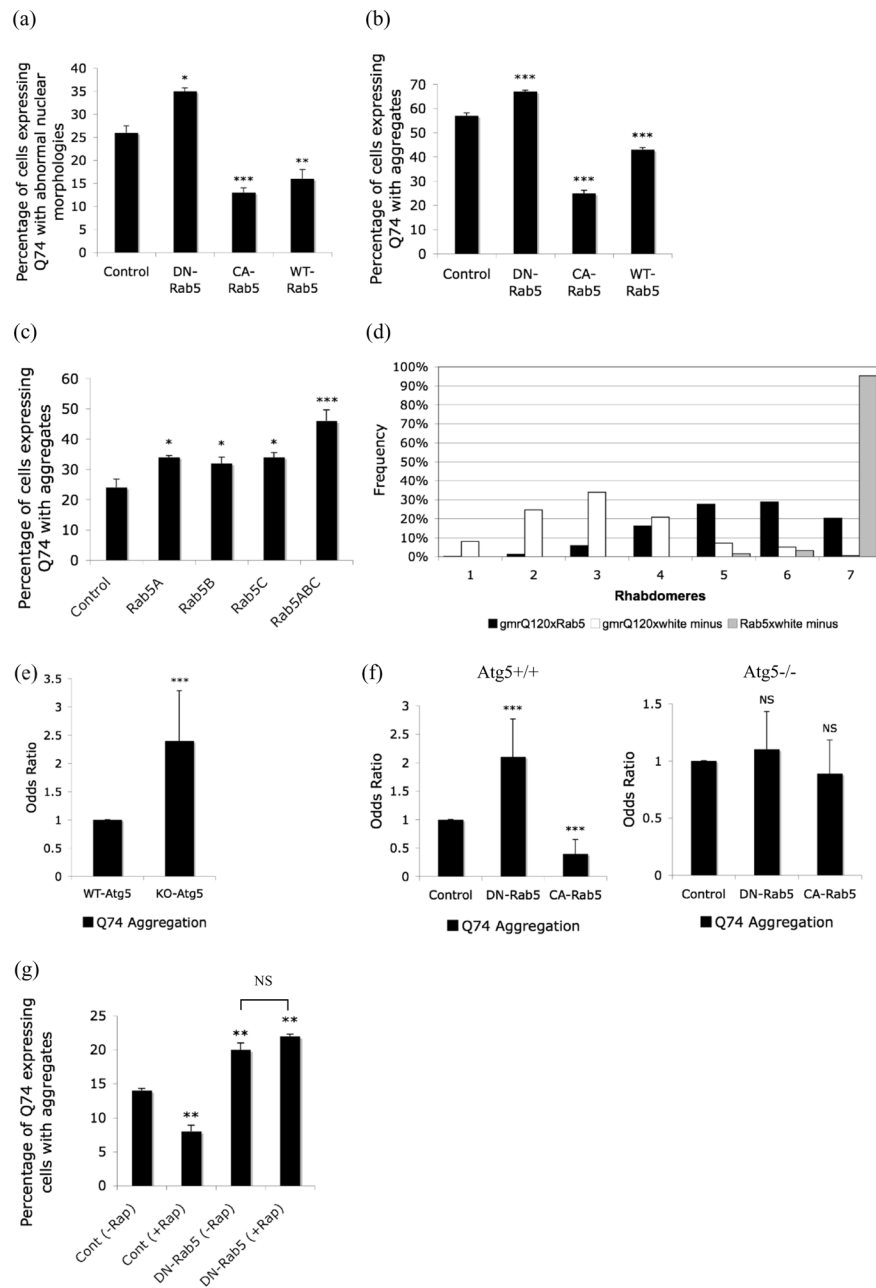 (a)
Percentage of cells expressing
Q74 with abnormal nuclear
morphologies
40
35
30
25
20
15
10
5
0
*
***
**
Control
DN-
Rab5
CA-
Rab5
WT-
Rab5
(b)
Percentage of cells expressing
Q74 with aggregates
70
60
50
40
30
20
10
0
***
***
***
Control
DN-
Rab5
CA-
Rab5
WT-
Rab5
(c)
Percentage of cells expressing
Q74 with aggregates
60
50
40
30
20
10
0
*
*
*
***
Control
Rab5A
Rab5B
Rab5C
Rab5ABC
(d)
Frequency
100%
90%
80%
70%
60%
50%
40%
30%
20%
10%
0%
1 2 3 4 5 6 7
Rhabdomeres
gmrQ120xRab5 gmrQ120xwhite minus Rab5xwhite minus
(e)
Odds Ratio
3.5
3
2.5
2
1.5
1
0.5
0
***
WT-Atg5 KO-Atg5
Q74 Aggregation
(f)
Atg5+/+
Odds Ratio
3
2.5
2
1.5
1
0.5
0
***
***
Control DN-Rab5 CA-Rab5
Q74 Aggregation
Atg5-/-
Odds Ratio
1.5
1
0.5
0
NS
NS
Control DN-Rab5 CA-Rab5
Q74 Aggregation
(g)
Percentage of Q74 expressing
cells with aggregates
25
20
15
10
5
0
NS
**
**
**
Cont (-Rap)
Cont (+Rap)
DN-Rab5 (-Rap)
DN-Rab5 (+Rap)